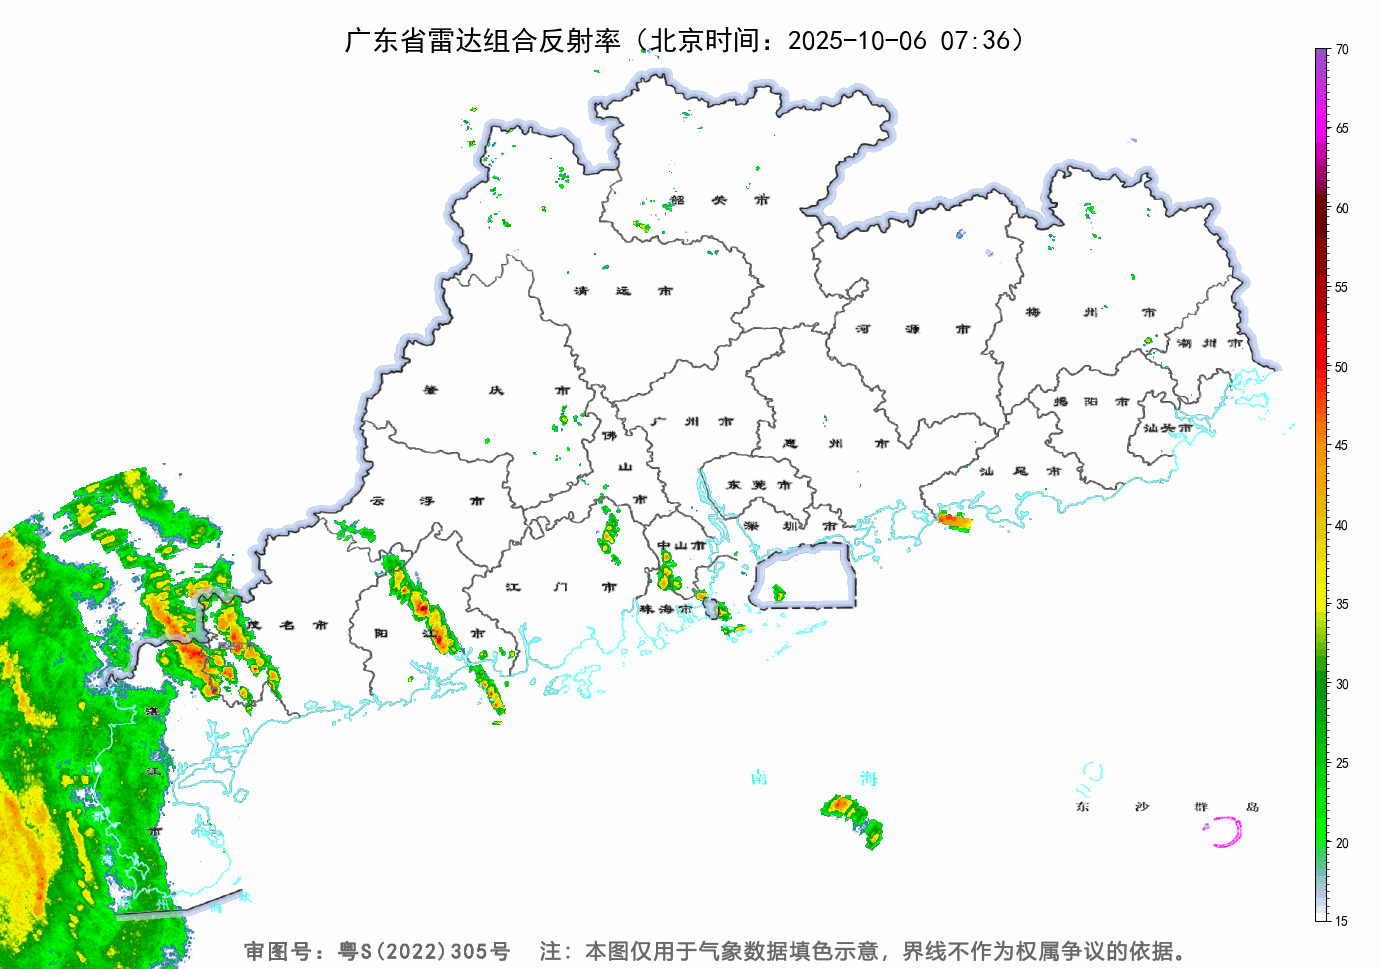 广东省雷达组合反射率（北京时间：2025-10-06 07:36）
70
65
60
55
50
45
40
35
30
25
20
15
韶关市
清远市
河源市
梅州市
潮州市
肇庆市
广州市
揭阳市
汕头市
佛山市
惠州市
汕尾市
云浮市
东莞市
深圳市
中山市
江门市
珠海市
茂名市
阳江市
湛江市
南海
东沙群岛
州海峡
审图号：粤S(2022)305号 注：本图仅用于气象数据填色示意，界线不作为权属争议的依据。